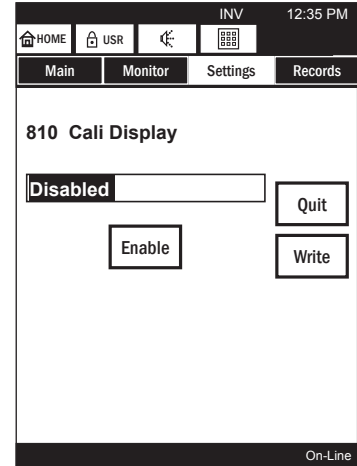 INV 12:35 PM
HOME USR
Main Monitor Settings Records
810 Cali Display
Disabled
Quit
Enable
Write
On-Line